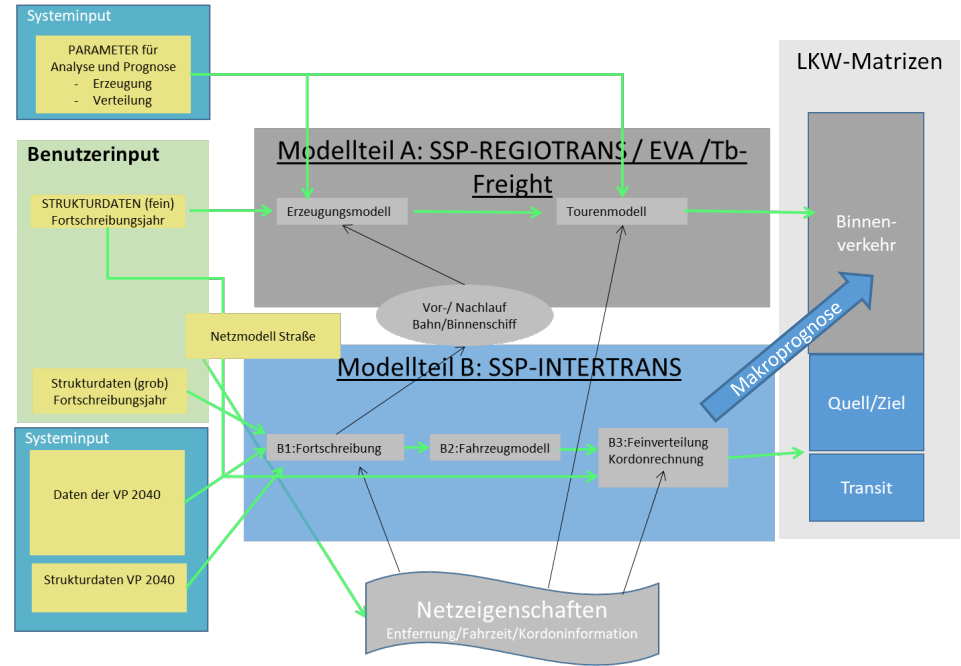 Systeminput
PARAMETER für
Analyse und Prognose
- Erzeugung
- Verteilung
Benutzerinput
STRUKTURDATEN (fein)
Fortschreibungsjahr
Netzmodell Straße
Strukturdaten (grob)
Fortschreibungsjahr
Systeminput
Daten der VP 2040
Strukturdaten VP 2040
Modellteil A: SSP-REGIOTRANS / EVA /Tb-
Freight
Erzeugungsmodell
Tourenmodell
Vor-/ Nachlauf
Bahn/Binnenschiff
Modellteil B: SSP-INTERTRANS
B1:Fortschreibung
B2:Fahrzeugmodell
B3:Feinverteilung
Kordonrechnung
Makroprognose
Netzeigenschaften
Entfernung/Fahrzeit/Kordoninformation
LKW-Matrizen
Binnen-
verkehr
Quell/Ziel
Transit